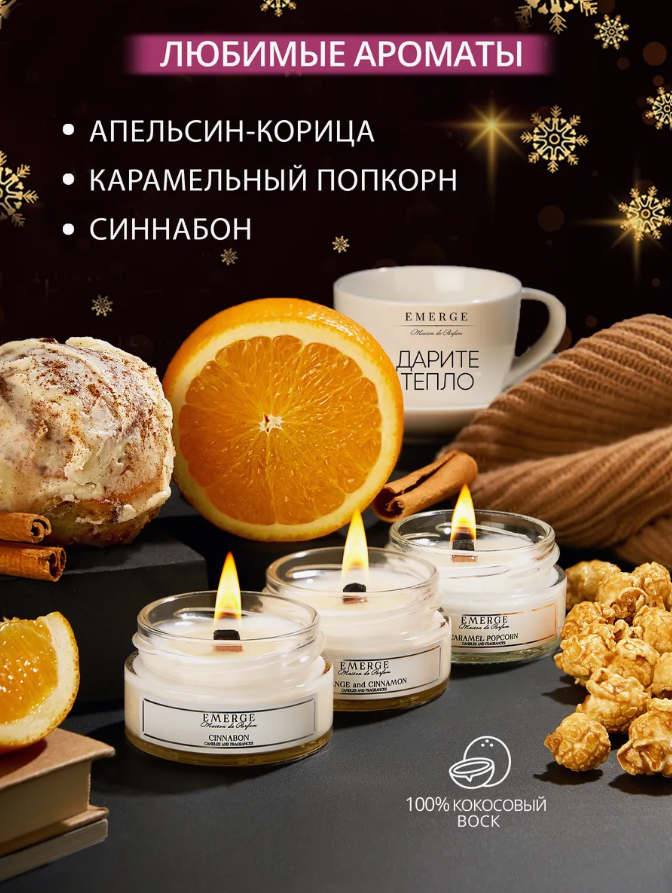 ЛЮБИМЫЕ АРОМАТЫ
• АПЕЛЬСИН-КОРИЦА
• КАРАМЕЛЬНЫЙ ПОПКОРН
• СИННАБОН
EMERGE
Maison de Parfum
ДАРИТЕ
ТЕПЛО
EMERGE
Maison de Parfum
CARAMEL POPCORN
CANDLES AND FRAGRANCES
EMERGE
Maison de Parfum
NGE and CINNAMON
CANDLES AND FRAGRANCES
EMERGE
Maison de Parfum
CINNABON
CANDLES AND FRAGRANCES
100% КОКОСОВЫЙ
ВОСК